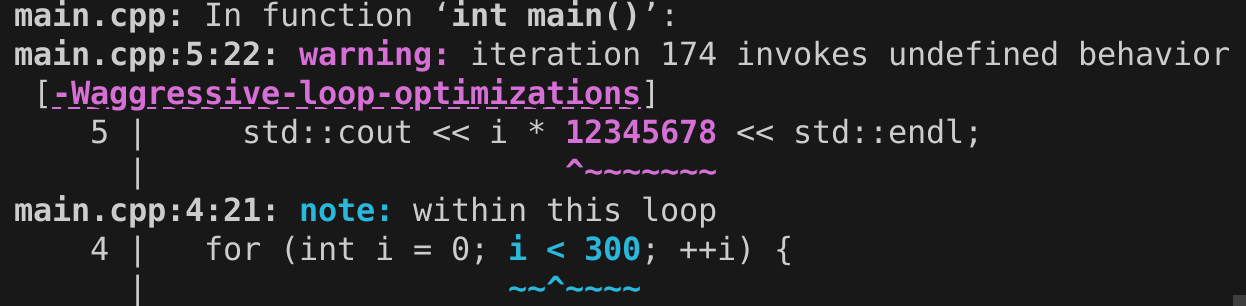 main.cpp: In function ‘int main()’:
main.cpp:5:22: warning: iteration 174 invokes undefined behavior
 [-Waggressive-loop-optimizations]
    5 |     std::cout << i * 12345678 << std::endl;
      |                      ^~~~~~~~
main.cpp:4:21: note: within this loop
    4 |   for (int i = 0; i < 300; ++i) {
      |                   ~~^~~~~